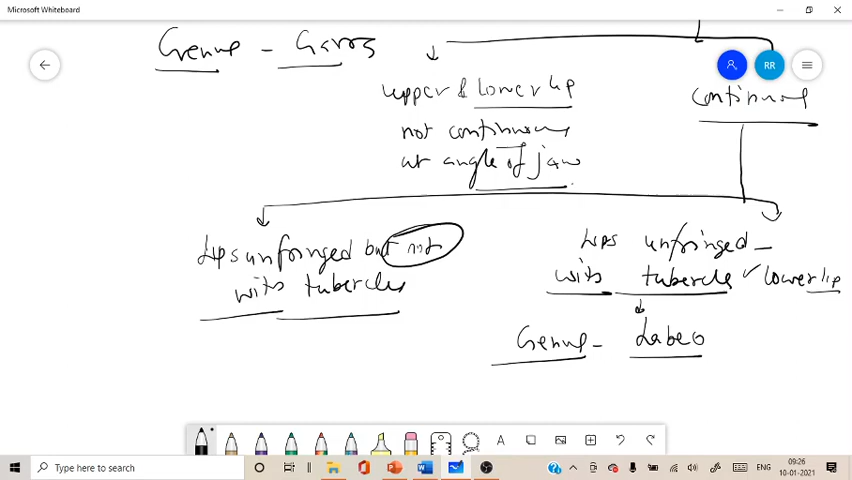 Microsoft Whiteboard
Genus - Garra
RR
upper & lower lip
not continuous
at angle of jaw
continuous
Lips unfringed but not
with tubercles
Lips unfringed -
with tubercle ✓ lower lip
Genus - Labeo
Type here to search
ENG
09:26
10-01-2021